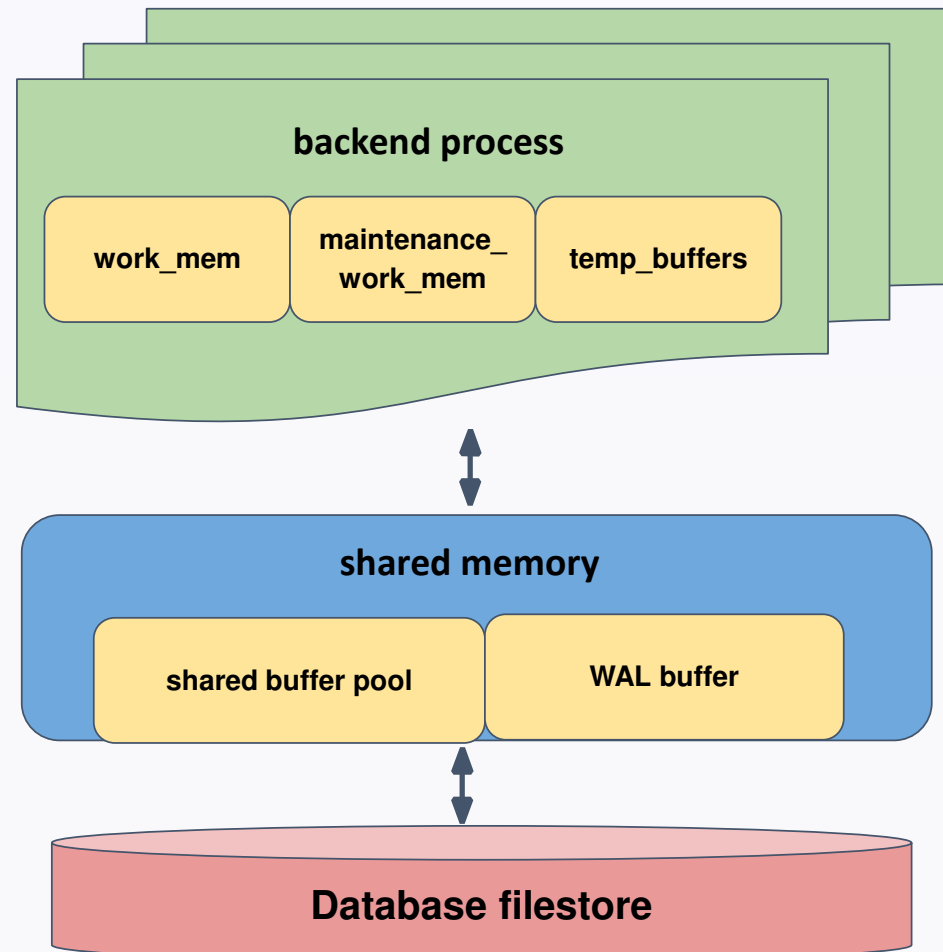 backend process
work_mem
maintenance_
work_mem
temp_buffers
shared memory
shared buffer pool
WAL buffer
Database filestore